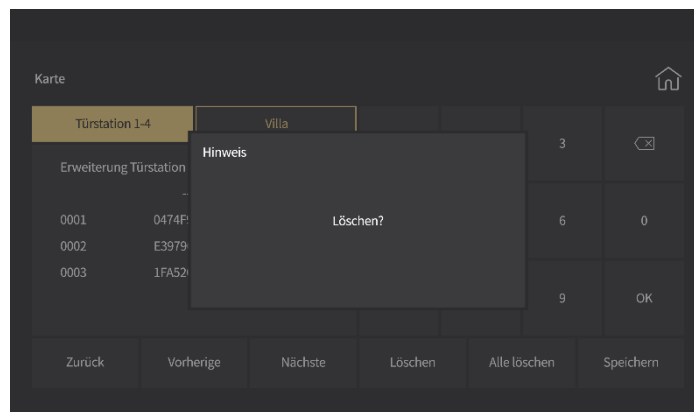 Karte
Türstation 1-4
Villa
Hinweis
3
Erweiterung Türstation
Löschen?
0001
0002
0003
6
0
9
OK
Zurück
Vorherige
Nächste
Löschen
Alle löschen
Speichern